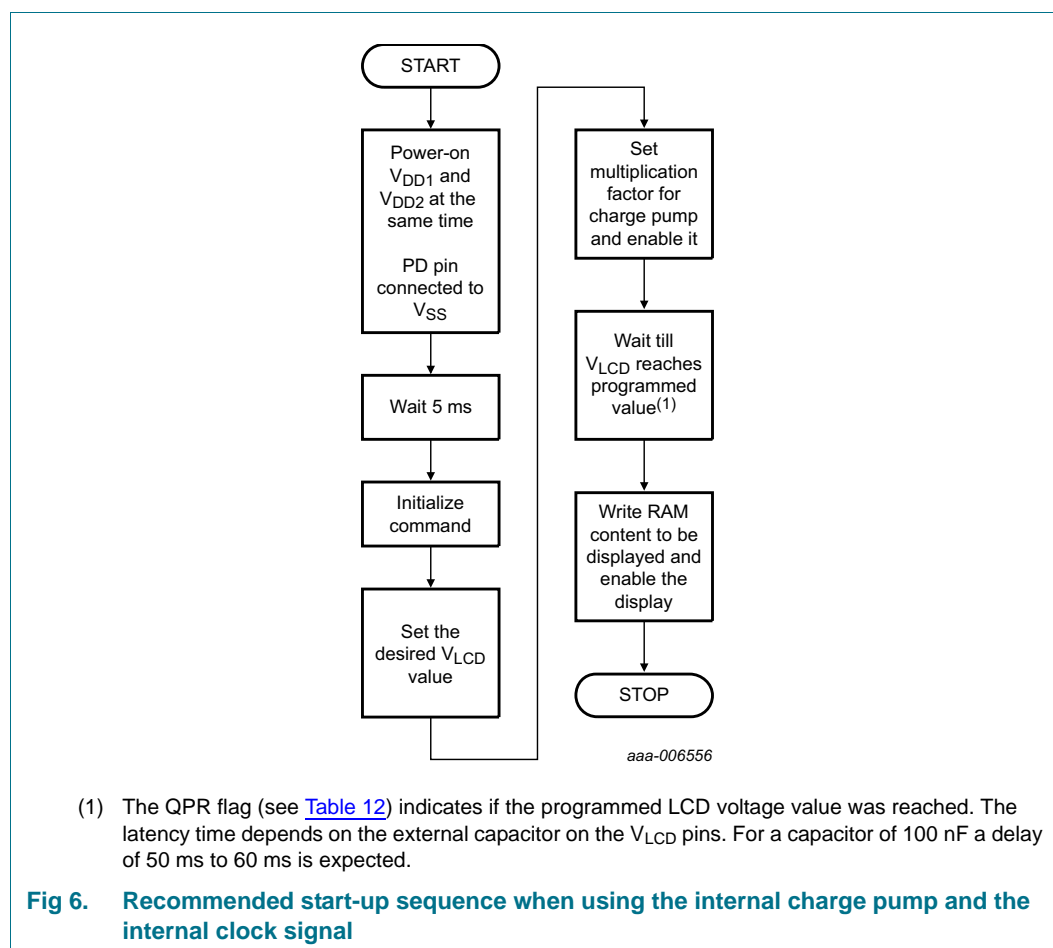 START
Power-on
VDD1 and
VDD2 at the
same time
PD pin
connected to
VSS
Wait 5 ms
Initialize
command
Set the
desired VLCD
value
Set
multiplication
factor for
charge pump
and enable it
Wait till
VLCD reaches
programmed
value(1)
Write RAM
content to be
displayed and
enable the
display
STOP
aaa-006556
(1) The QPR flag (see Table 12) indicates if the programmed LCD voltage value was reached. The
latency time depends on the external capacitor on the VLCD pins. For a capacitor of 100 nF a delay
of 50 ms to 60 ms is expected.
Fig 6. Recommended start-up sequence when using the internal charge pump and the
internal clock signal